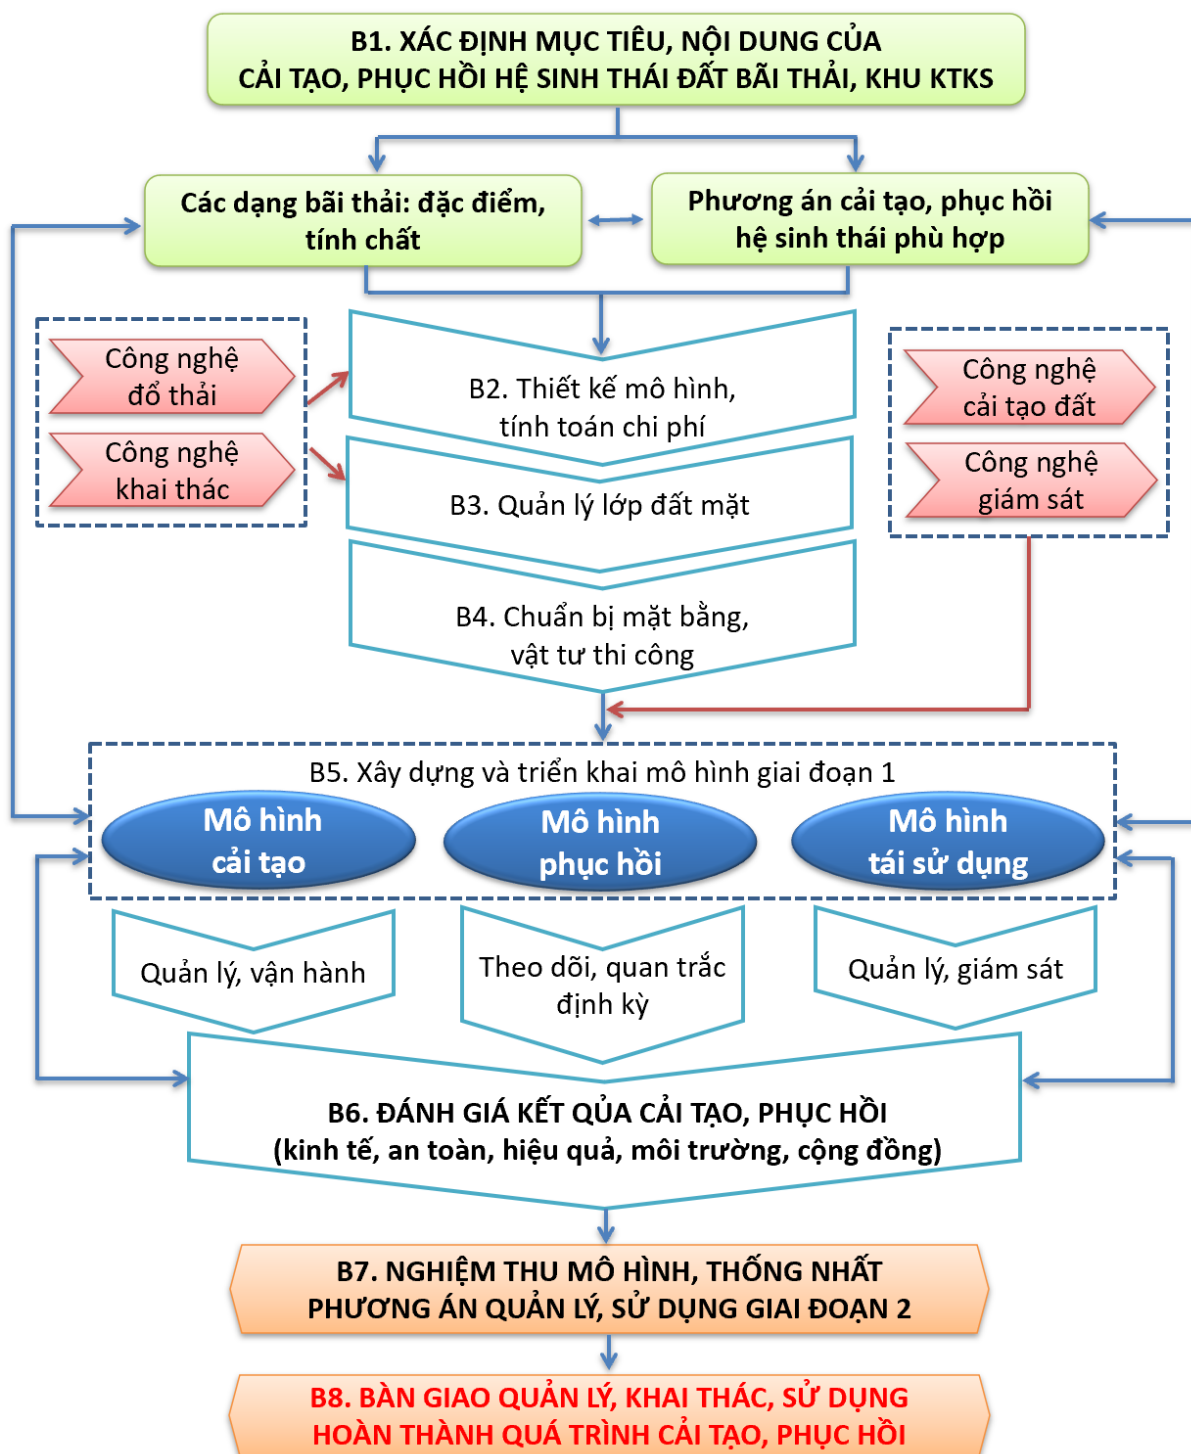 B1. XÁC ĐỊNH MỤC TIÊU, NỘI DUNG CỦA
CẢI TẠO, PHỤC HỒI HỆ SINH THÁI ĐẤT BÃI THẢI, KHU KTKS
Các dạng bãi thải: đặc điểm,
tính chất
Phương án cải tạo, phục hồi
hệ sinh thái phù hợp
Công nghệ
đổ thải
Công nghệ
khai thác
B2. Thiết kế mô hình,
tính toán chi phí
B3. Quản lý lớp đất mặt
B4. Chuẩn bị mặt bằng,
vật tư thi công
Công nghệ
cải tạo đất
Công nghệ
giám sát
B5. Xây dựng và triển khai mô hình giai đoạn 1
Mô hình
cải tạo
Mô hình
phục hồi
Mô hình
tái sử dụng
Quản lý, vận hành
Theo dõi, quan trắc
định kỳ
Quản lý, giám sát
B6. ĐÁNH GIÁ KẾT QỦA CẢI TẠO, PHỤC HỒI
(kinh tế, an toàn, hiệu quả, môi trường, cộng đồng)
B7. NGHIỆM THU MÔ HÌNH, THỐNG NHẤT
PHƯƠNG ÁN QUẢN LÝ, SỬ DỤNG GIAI ĐOẠN 2
B8. BÀN GIAO QUẢN LÝ, KHAI THÁC, SỬ DỤNG
HOÀN THÀNH QUÁ TRÌNH CẢI TẠO, PHỤC HỒI